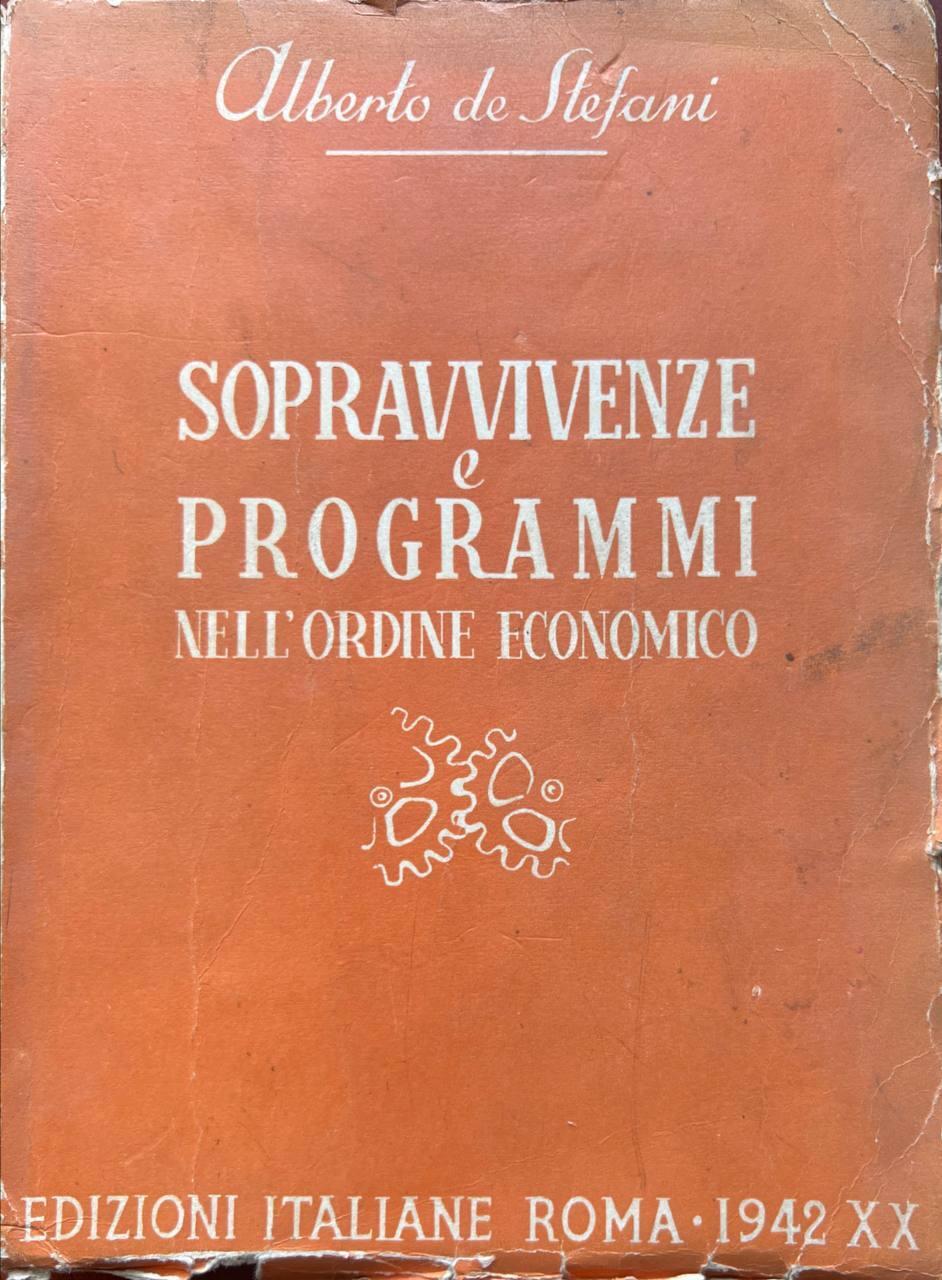 Alberto de Stefani
SOPRAVVIVENZE
e
PROGRAMMI
NELL'ORDINE ECONOMICO
EDIZIONI ITALIANE ROMA · 1942 XX